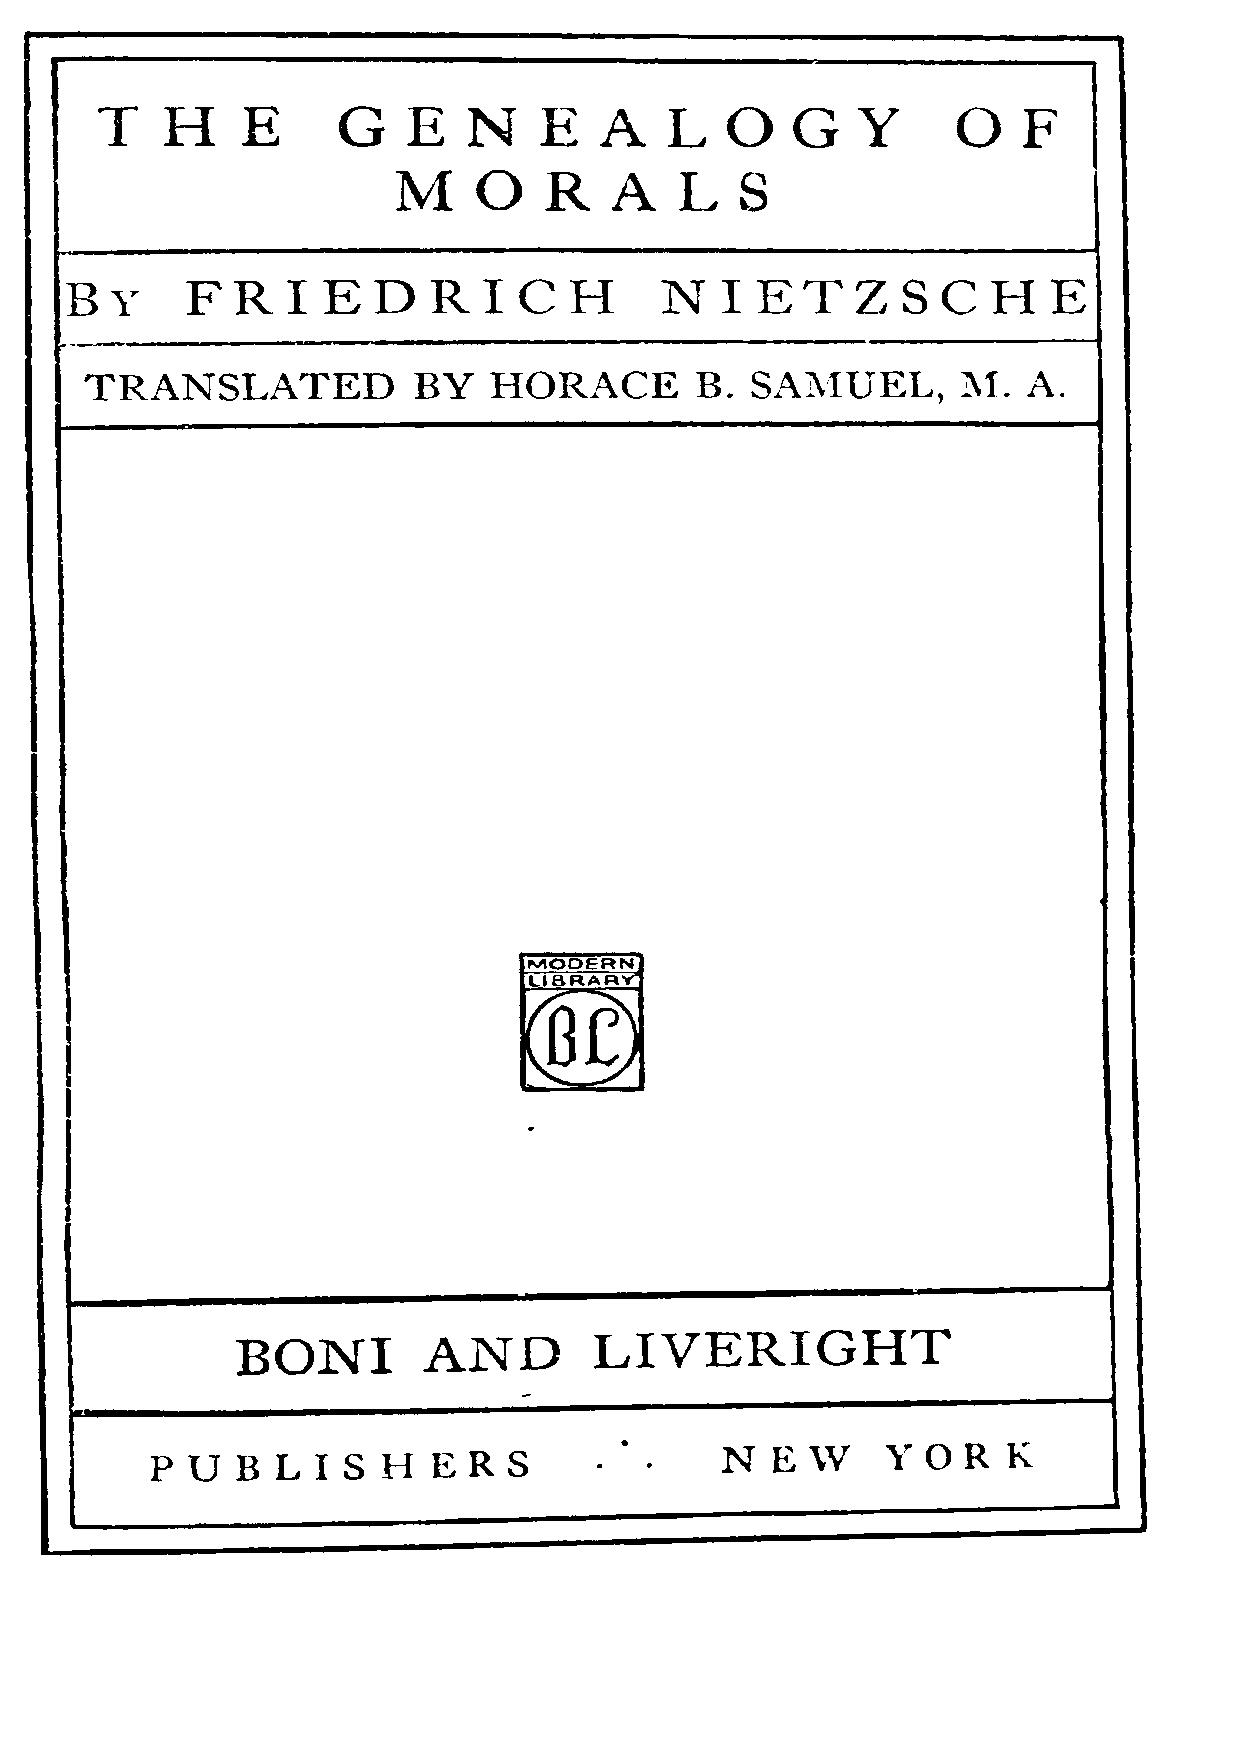 THE GENEALOGY OF
MORALS
BY FRIEDRICH NIETZSCHE
TRANSLATED BY HORACE B. SAMUEL, M. A.
MODERN
LIBRARY
BL
BONI AND LIVERIGHT
PUBLISHERS ∴ NEW YORK